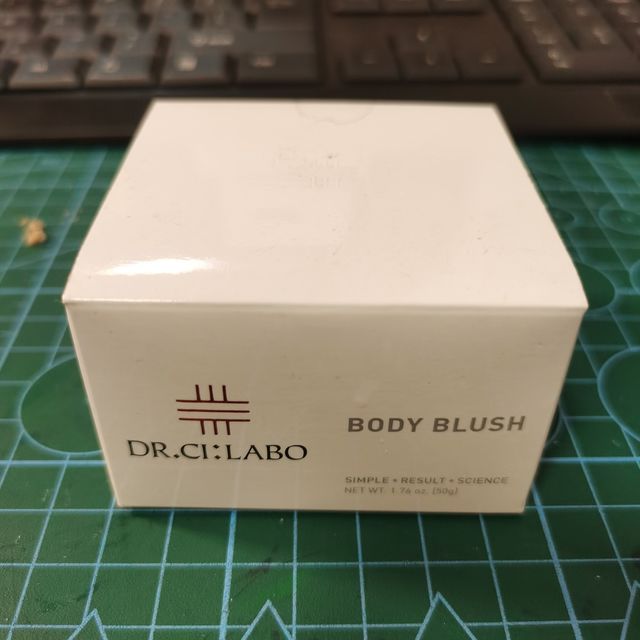 DR.CI:LABO
BODY BLUSH
SIMPLE + RESULT + SCIENCE
NET WT. 1.76 oz. (50g)